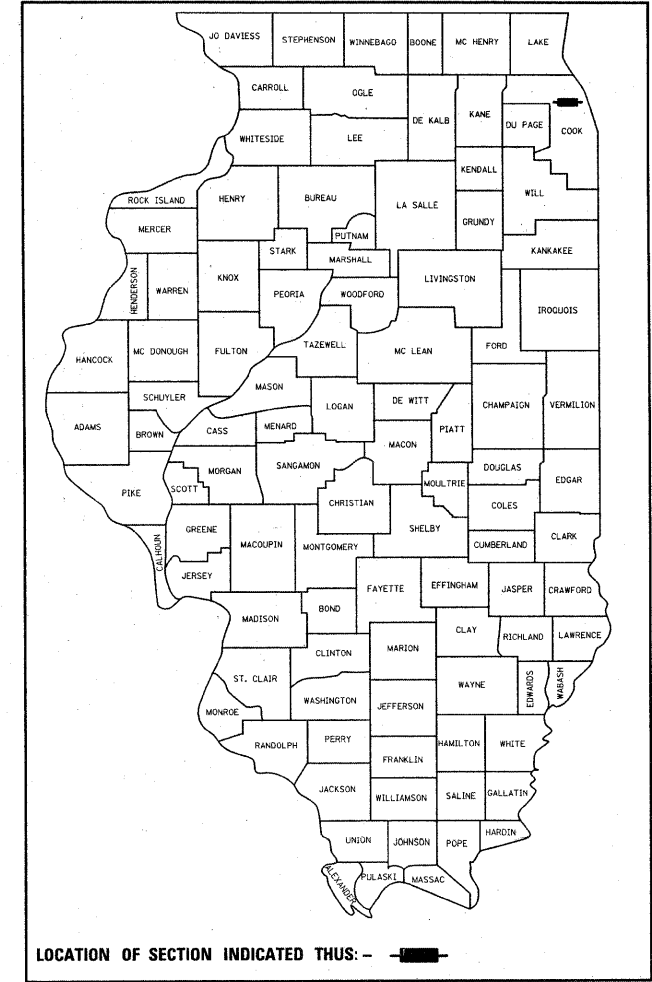 JO DAVIESS
STEPHENSON
WINNEBAGO
BOONE
MC HENRY
LAKE
CARROLL
OGLE
DE KALB
KANE
DU PAGE
COOK
WHITESIDE
LEE
KENDALL
WILL
ROCK ISLAND
HENRY
BUREAU
LA SALLE
GRUNDY
MERCER
PUTNAM
STARK
MARSHALL
KANKAKEE
HENDERSON
WARREN
KNOX
PEORIA
WOODFORD
LIVINGSTON
IROQUOIS
HANCOCK
MC DONOUGH
FULTON
TAZEWELL
MC LEAN
FORD
SCHUYLER
MASON
LOGAN
DE WITT
CHAMPAIGN
VERMILION
ADAMS
BROWN
CASS
MENARD
MACON
PIATT
PIKE
SCOTT
MORGAN
SANGAMON
CHRISTIAN
MOULTRIE
DOUGLAS
EDGAR
COLES
GREENE
MACOUPIN
MONTGOMERY
SHELBY
CUMBERLAND
CLARK
CALHOUN
JERSEY
MADISON
BOND
FAYETTE
EFFINGHAM
JASPER
CRAWFORD
CLINTON
MARION
CLAY
RICHLAND
LAWRENCE
ST. CLAIR
MONROE
WASHINGTON
JEFFERSON
WAYNE
EDWARDS
WABASH
RANDOLPH
PERRY
FRANKLIN
HAMILTON
WHITE
JACKSON
WILLIAMSON
SALINE
GALLATIN
UNION
JOHNSON
POPE
HARDIN
ALEXANDER
PULASKI
MASSAC
LOCATION OF SECTION INDICATED THUS: -